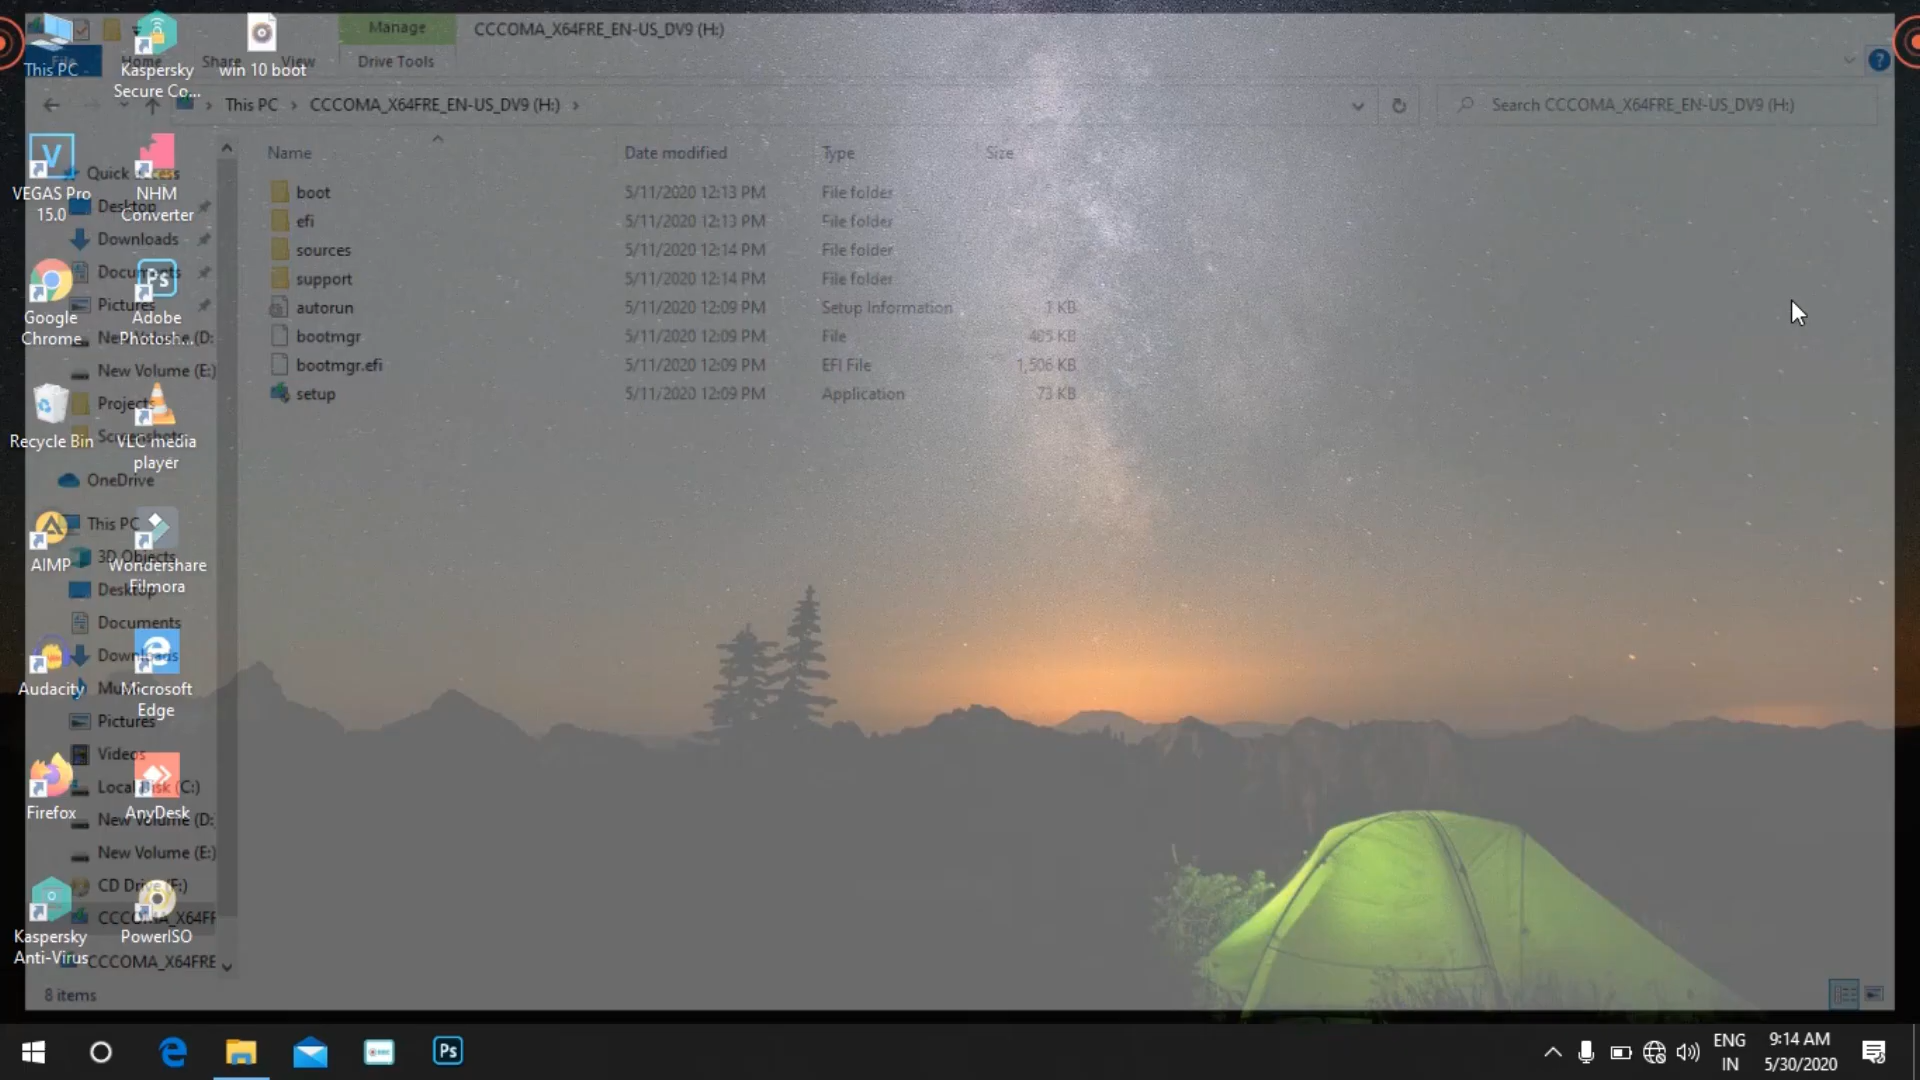 Manage
CCCOMA_X64FRE_EN-US_DV9 (H:)
File
Home
Share
View
Drive Tools
This PC
Kaspersky
Secure Co...
win 10 boot
This PC
CCCOMA_X64FRE_EN-US_DV9 (H:)
Search CCCOMA_X64FRE_EN-US_DV9 (H:)
Name
Date modified
Type
Size
boot
5/11/2020 12:13 PM
File folder
efi
5/11/2020 12:13 PM
File folder
sources
5/11/2020 12:14 PM
File folder
support
5/11/2020 12:14 PM
File folder
autorun
5/11/2020 12:09 PM
Setup Information
1 KB
bootmgr
5/11/2020 12:09 PM
File
405 KB
bootmgr.efi
5/11/2020 12:09 PM
EFI File
1,506 KB
setup
5/11/2020 12:09 PM
Application
73 KB
Quick access
Desktop
Downloads
Documents
Pictures
New Volume (D:
New Volume (E:)
Projects
Screenshots
OneDrive
This PC
3D Objects
Desktop
Documents
Downloads
Music
Pictures
Videos
Local Disk (C:)
New Volume (D:
New Volume (E:)
CD Drive (F:)
CCCOMA_X64FR
CCCOMA_X64FRE
8 items
VEGAS Pro
15.0
NHM
Converter
Google
Chrome
Adobe
Photosh...
Recycle Bin
VLC media
player
AIMP
Wondershare
Filmora
Audacity
Microsoft
Edge
Firefox
AnyDesk
Kaspersky
Anti-Virus
PowerISO
V
Ps
Ps
ENG
IN
9:14 AM
5/30/2020